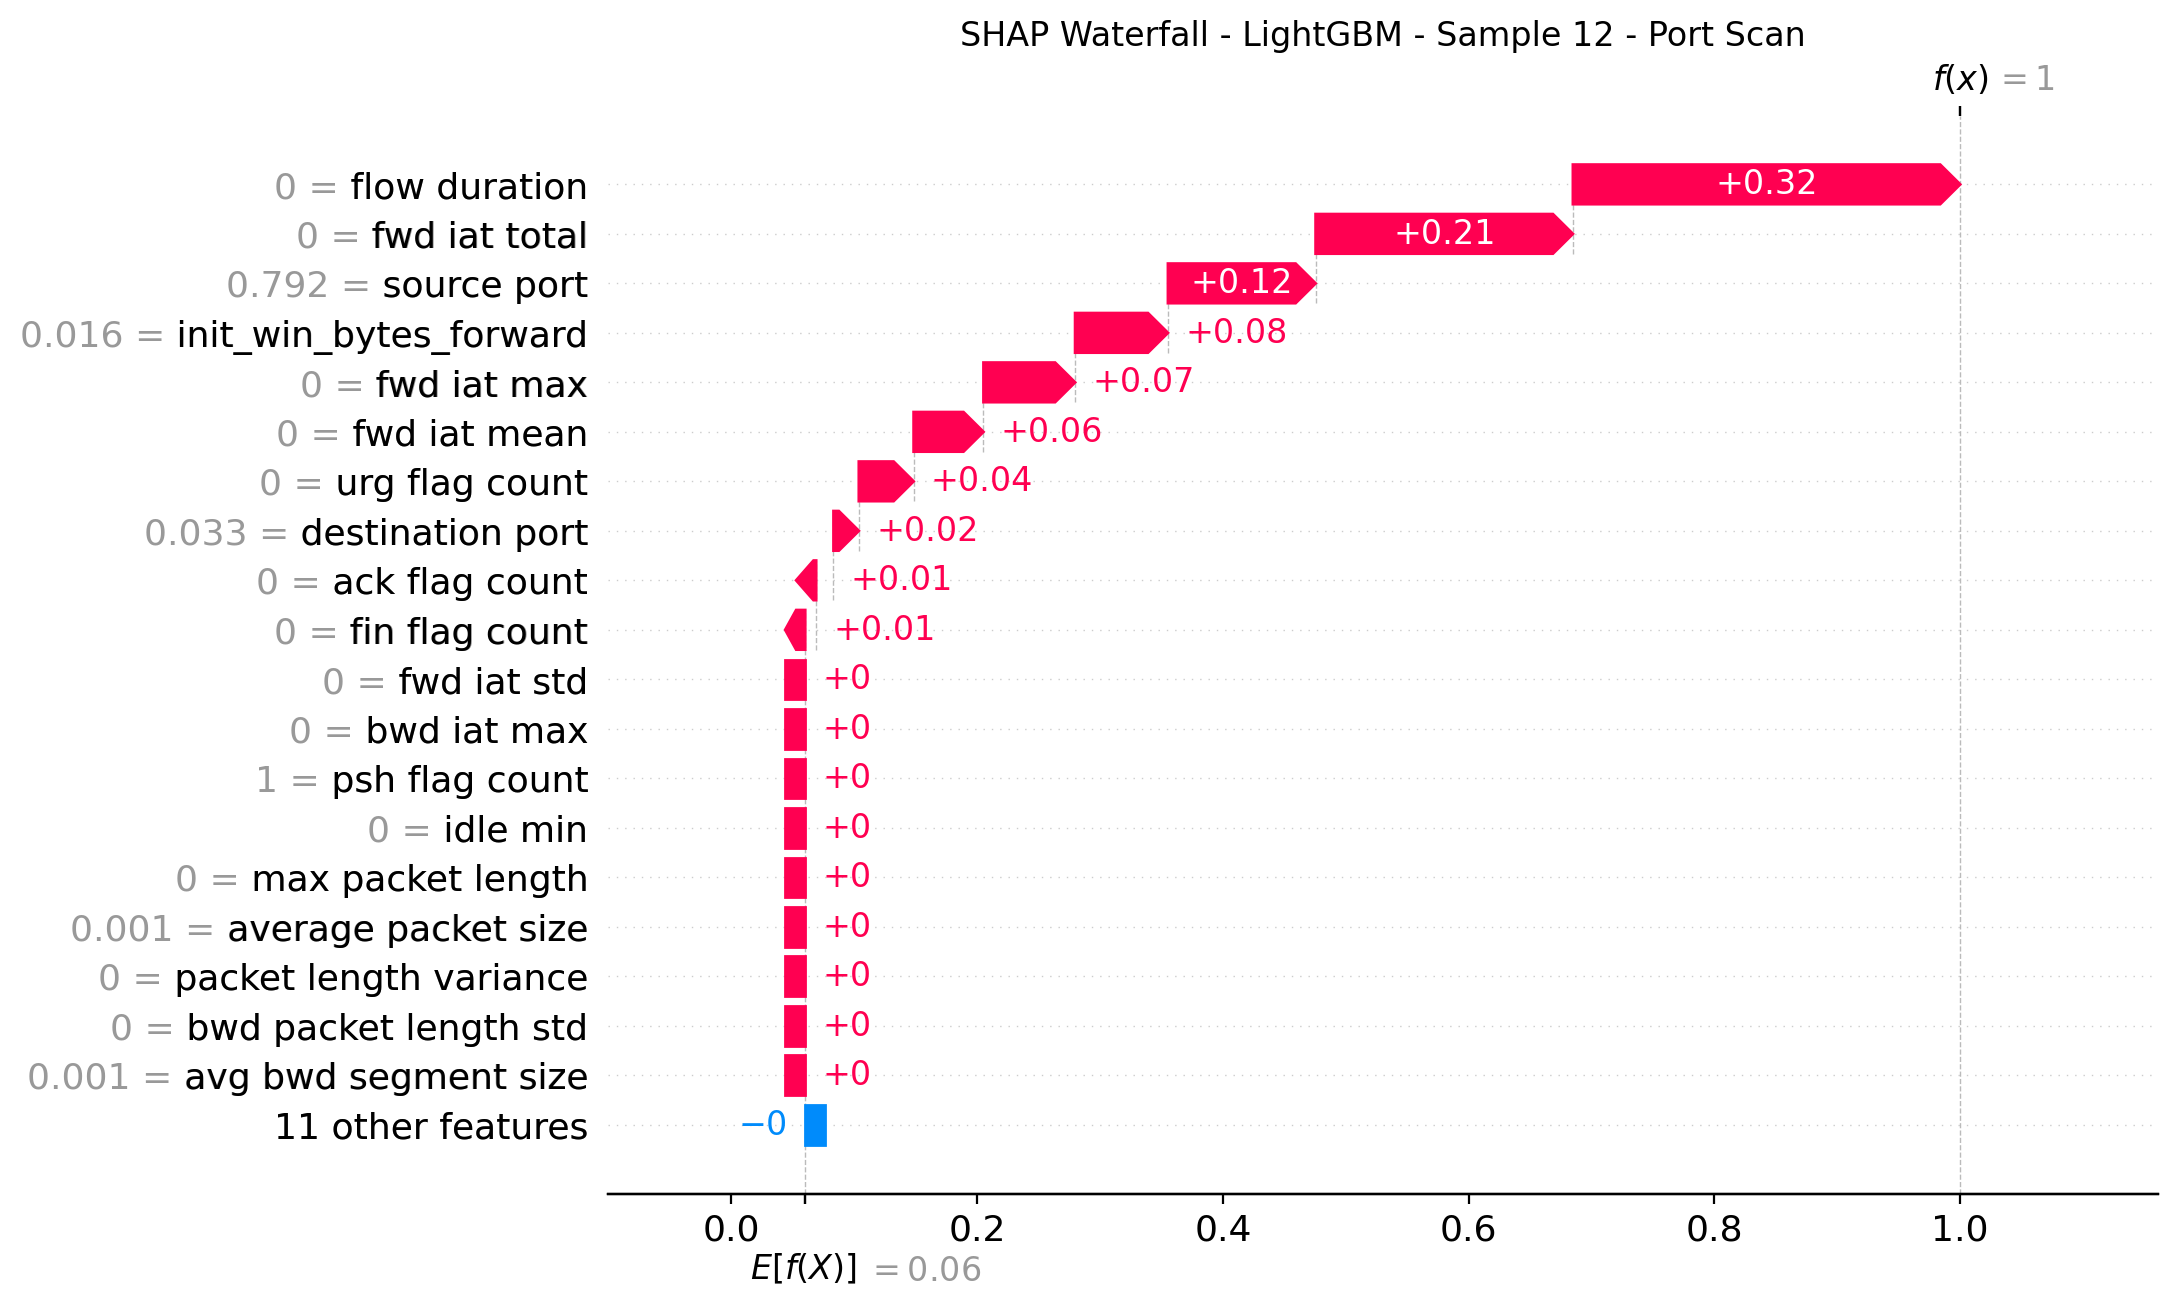 SHAP Waterfall - LightGBM - Sample 12 - Port Scan
f(x) = 1
0 = flow duration +0.32
0 = fwd iat total +0.21
0.792 = source port +0.12
0.016 = init_win_bytes_forward +0.08
0 = fwd iat max +0.07
0 = fwd iat mean +0.06
0 = urg flag count +0.04
0.033 = destination port +0.02
0 = ack flag count +0.01
0 = fin flag count +0.01
0 = fwd iat std +0
0 = bwd iat max +0
1 = psh flag count +0
0 = idle min +0
0 = max packet length +0
0.001 = average packet size +0
0 = packet length variance +0
0 = bwd packet length std +0
0.001 = avg bwd segment size +0
11 other features −0
0.0 0.2 0.4 0.6 0.8 1.0
E[f(X)] = 0.06